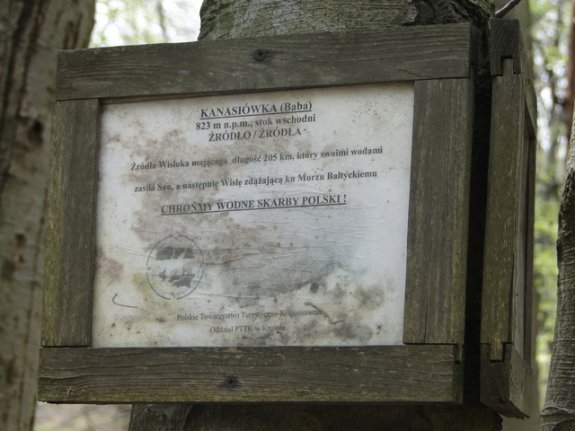 KANASIÓWKA (Baba)
823 m n.p.m., stok wschodni
ŹRÓDŁO / ŹRÓDŁA
Źródła Wisłoka mającego długość 205 km, który swoimi wodami
zasila San, a następnie Wisłę zdążającą ku Morzu Bałtyckiemu
CHROŃMY WODNE SKARBY POLSKI !
Polskie Towarzystwo Turystyczno-Krajoznawcze
Oddział PTTK w Krośnie